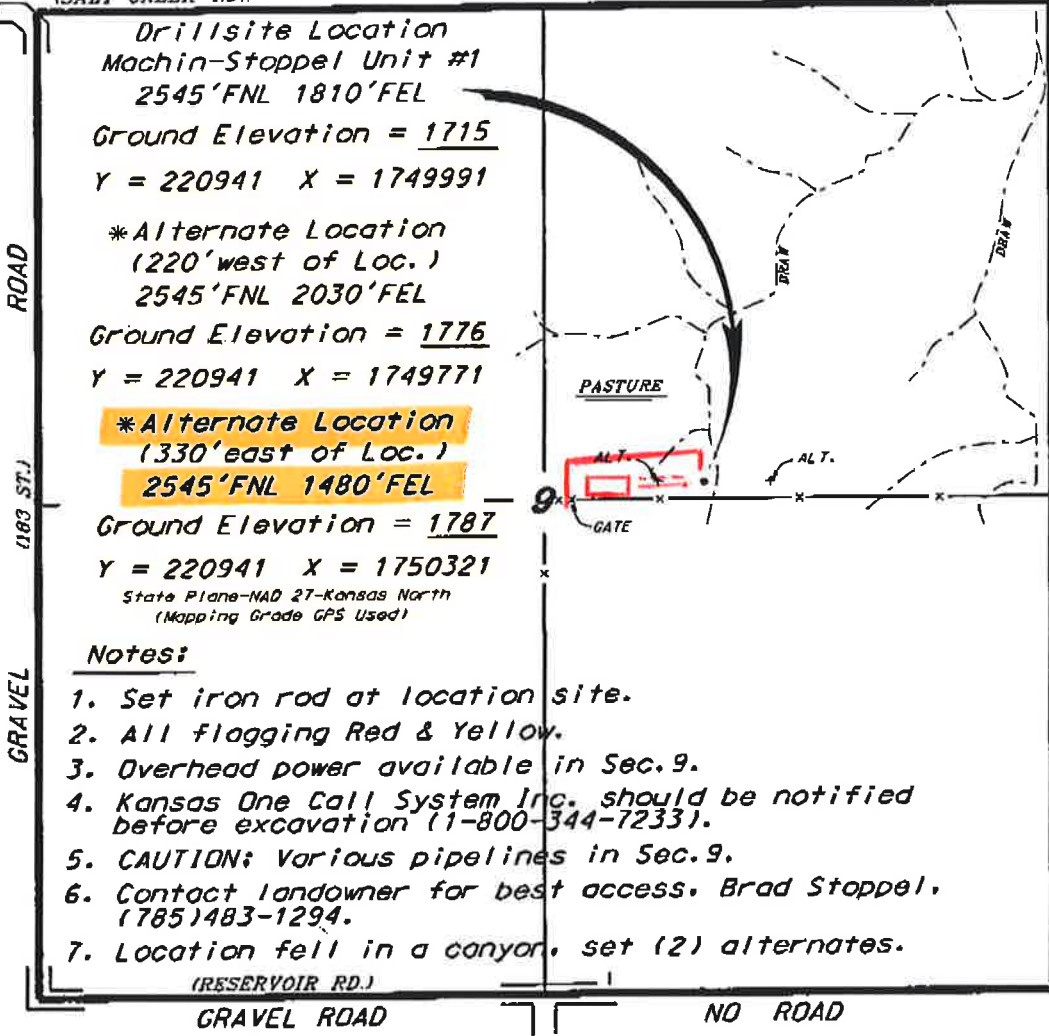 Drillsite Location
Machin-Stoppel Unit #1
2545'FNL 1810'FEL
Ground Elevation = 1715
Y = 220941 X = 1749991
*Alternate Location
(220'west of Loc.)
2545'FNL 2030'FEL
Ground Elevation = 1776
Y = 220941 X = 1749771
*Alternate Location
(330'east of Loc.)
2545'FNL 1480'FEL
Ground Elevation = 1787
Y = 220941 X = 1750321
State Plane-NAD 27-Kansas North
(Mapping Grade GPS Used)
Notes:
1. Set iron rod at location site.
2. All flagging Red & Yellow.
3. Overhead power available in Sec.9.
4. Kansas One Call System Inc. should be notified
before excavation (1-800-344-7233).
5. CAUTION: Various pipelines in Sec.9.
6. Contact landowner for best access. Brad Stoppel.
(785)483-1294.
7. Location fell in a canyon. set (2) alternates.
ROAD
(183 ST.)
GRAVEL
DRAW
DRAW
PASTURE
ALT.
ALT.
9
GATE
(RESERVOIR RD.)
GRAVEL ROAD
NO ROAD